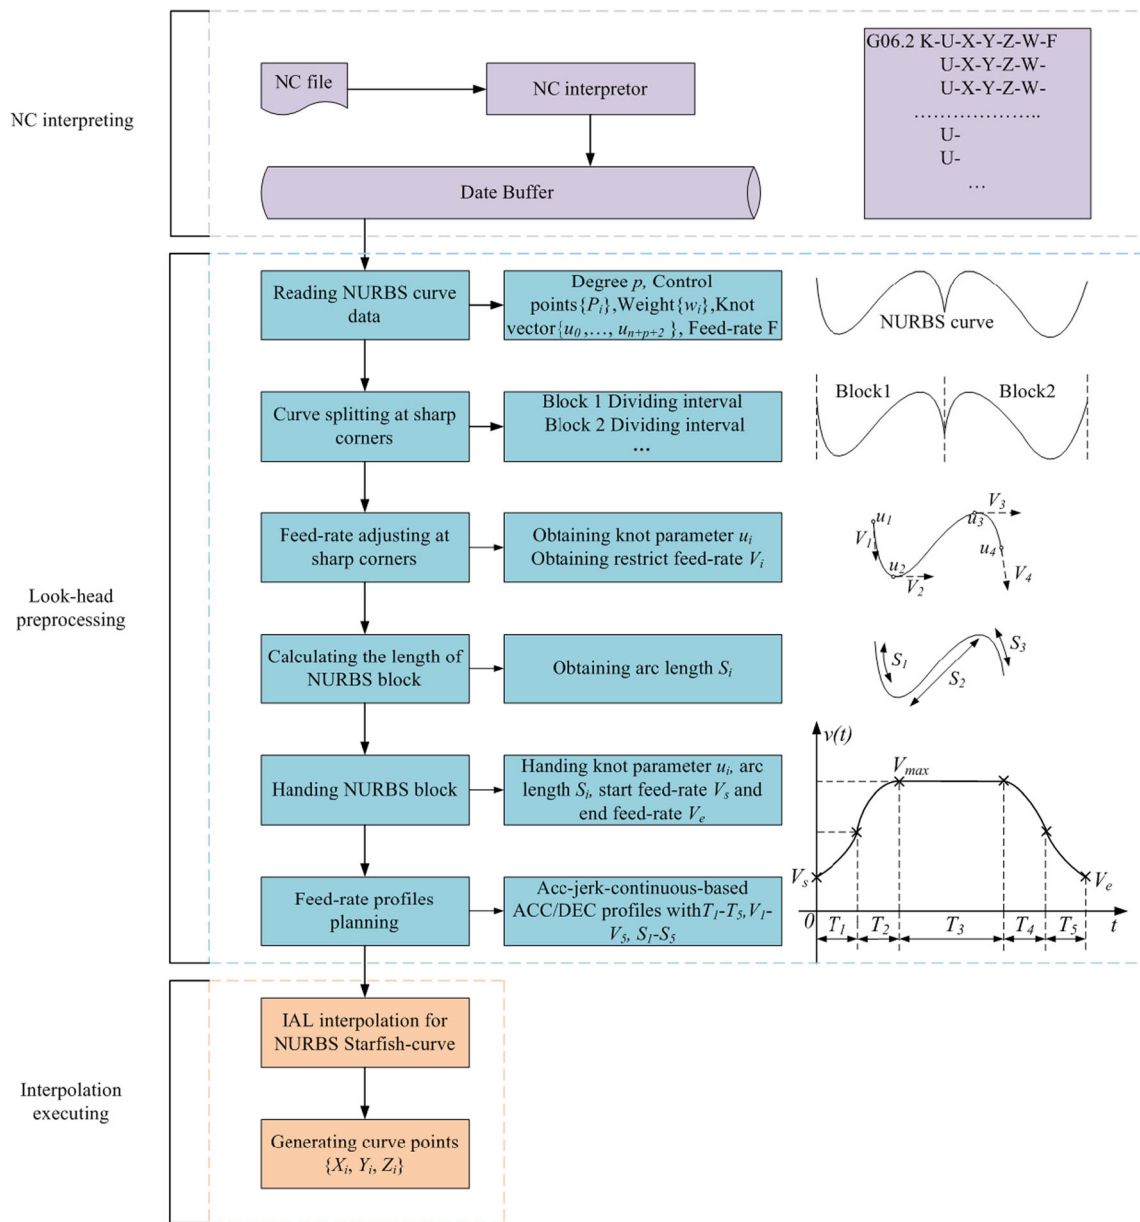 NC interpreting
NC file
NC interpretor
Date Buffer
G06.2 K-U-X-Y-Z-W-F
U-X-Y-Z-W-
U-X-Y-Z-W-
…………………..
U-
U-
…
Look-head
preprocessing
Reading NURBS curve
data
Degree p, Control
points{Pi},Weight{wi},Knot
vector{u0,…, un+p+2 }, Feed-rate F
NURBS curve
Curve splitting at sharp
corners
Block 1 Dividing interval
Block 2 Dividing interval
…
Block1
Block2
Feed-rate adjusting at
sharp corners
Obtaining knot parameter ui
Obtaining restrict feed-rate Vi
u1
V1
u2
V2
V3
u3
u4
V4
Calculating the length of
NURBS block
Obtaining arc length Si
S1
S2
S3
Handing NURBS block
Handing knot parameter ui, arc
length Si, start feed-rate Vs and
end feed-rate Ve
Feed-rate profiles
planning
Acc-jerk-continuous-based
ACC/DEC profiles withT1-T5,V1-
V5, S1-S5
v(t)
Vmax
Vs
Ve
0
T1
T2
T3
T4
T5
t
Interpolation
executing
IAL interpolation for
NURBS Starfish-curve
Generating curve points
{Xi, Yi, Zi}